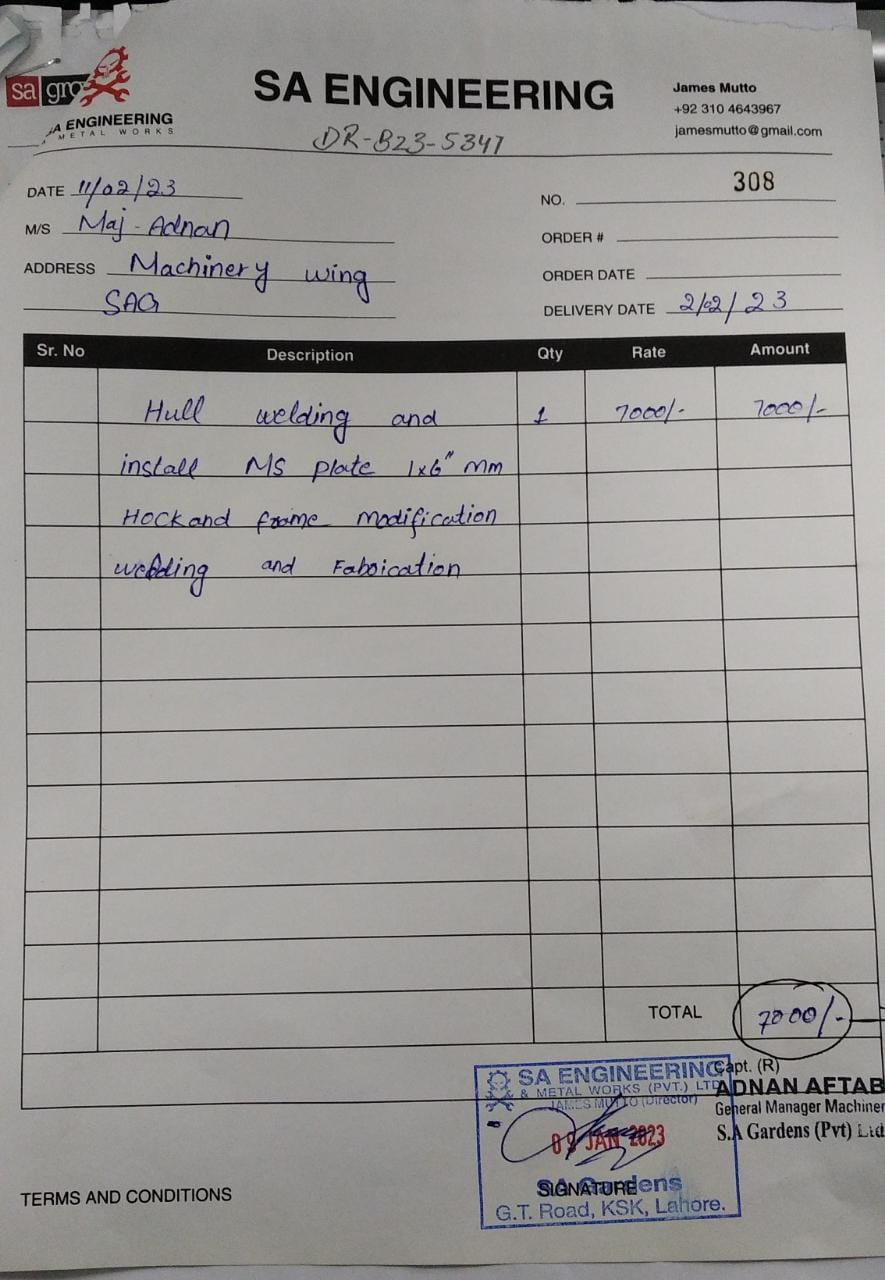 sa gro
SA ENGINEERING
METAL WORKS
SA ENGINEERING
DR-B23-5347
James Mutto
+92 310 4643967
jamesmutto@gmail.com
DATE 11/02/23
NO. 308
M/S Maj-Adnan
ORDER #
ADDRESS Machinery wing
SAG
ORDER DATE
DELIVERY DATE 2/02/23
Sr. No Description Qty Rate Amount
Hull welding and 1 7000/- 7000/-
install MS plate 1x6" mm
Hock and frame modification
welding and Fabrication
TOTAL 7000/-
SA ENGINEERING
& METAL WORKS (PVT.) LTD
JAMES MUTTO (Director)
09 JAN 2023
SA Gardens
G.T. Road, KSK, Lahore.
SIGNATURE
Capt. (R)
ADNAN AFTAB
General Manager Machiner
S.A Gardens (Pvt) Ltd
TERMS AND CONDITIONS